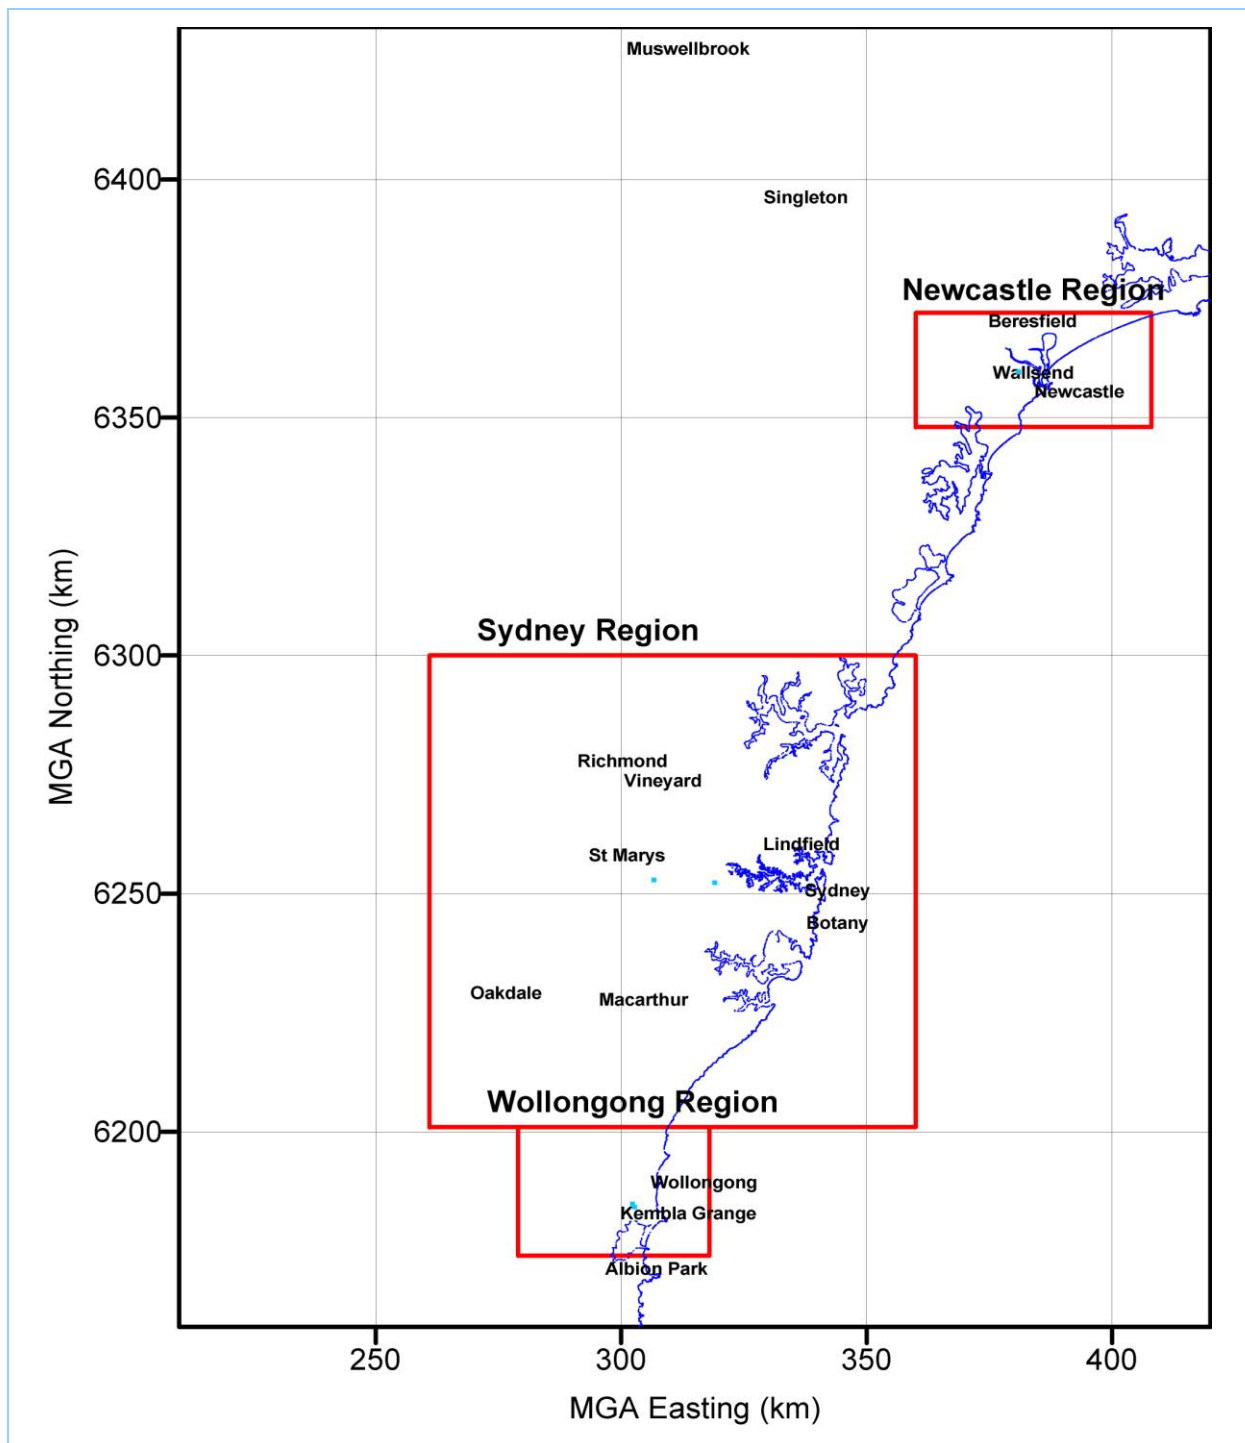 Muswellbrook
6400
Singleton
Newcastle Region
Beresfield
Wallsend
Newcastle
6350
MGA Northing (km)
Sydney Region
6300
Richmond
Vineyard
Lindfield
St Marys
6250
Sydney
Botany
Oakdale
Macarthur
Wollongong Region
6200
Wollongong
Kembla Grange
Albion Park
250 300 350 400
MGA Easting (km)